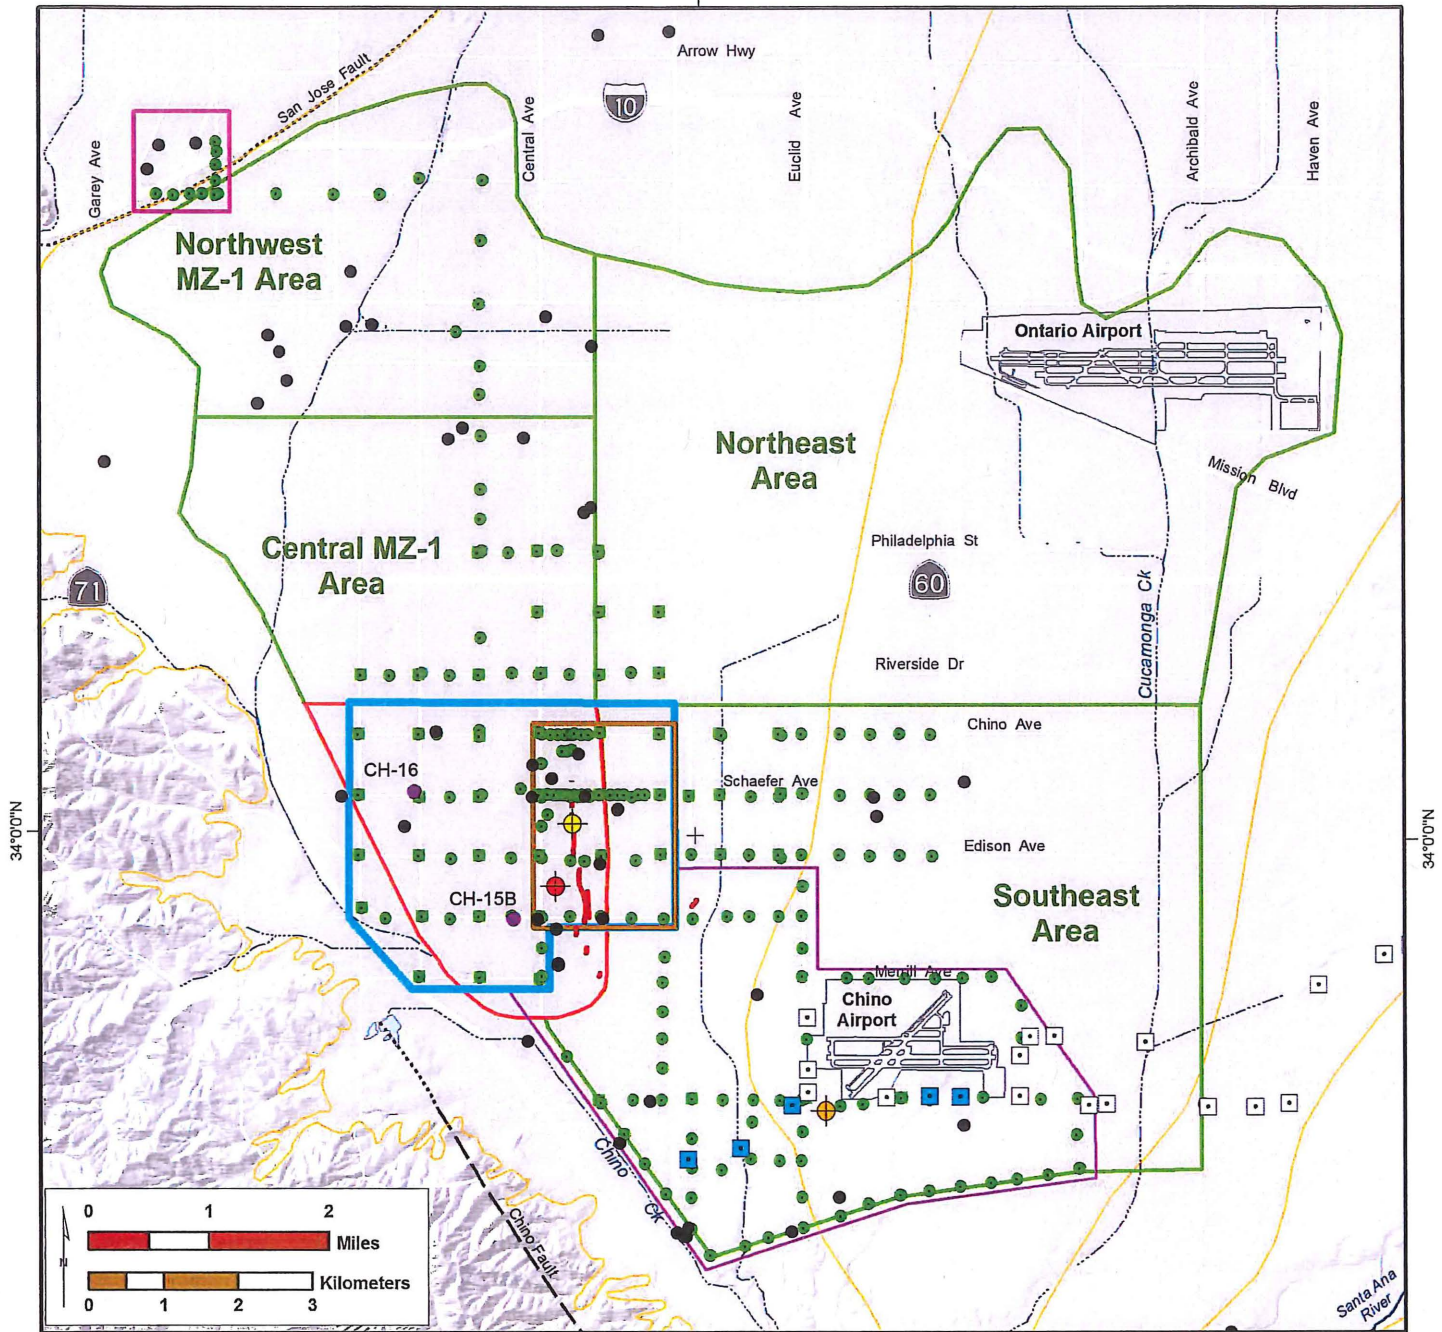 Arrow Hwy
10
San Jose Fault
Garey Ave
Central Ave
Euclid Ave
Archibald Ave
Haven Ave
Northwest
MZ-1 Area
Ontario Airport
Northeast
Area
Mission Blvd
Central MZ-1
Area
Philadelphia St
71
60
Cucamonga Ck
Riverside Dr
Chino Ave
CH-16
Schaefer Ave
34°0'0"N
34°0'0"N
Edison Ave
CH-15B
Southeast
Area
Merrill Ave
Chino
Airport
Chino Ck
Chino Fault
0 1 2
Miles
N
Kilometers
0 1 2 3
Santa Ana
River